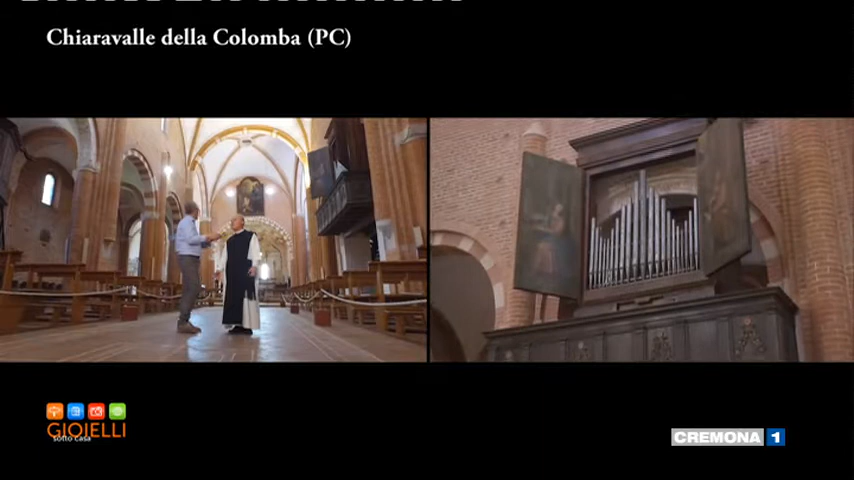 Chiaravalle della Colomba (PC)
GIOIELLI
sotto casa
CREMONA 1